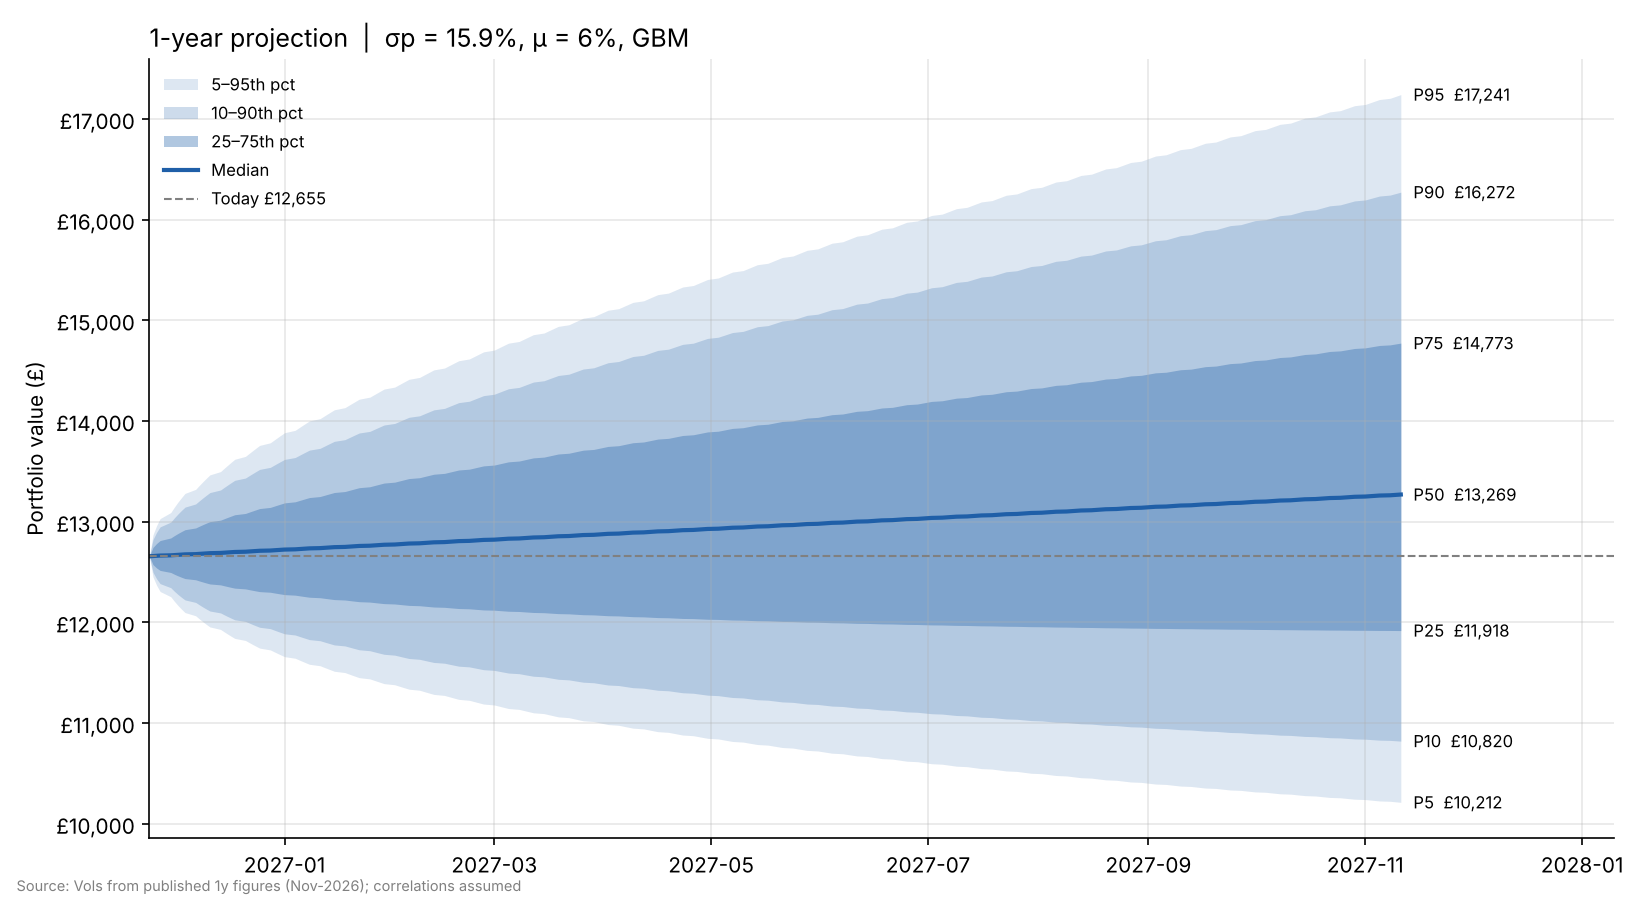 1-year projection | σp = 15.9%, μ = 6%, GBM
5–95th pct
10–90th pct
25–75th pct
Median
Today £12,655
Portfolio value (£)
£17,000
£16,000
£15,000
£14,000
£13,000
£12,000
£11,000
£10,000
P95 £17,241
P90 £16,272
P75 £14,773
P50 £13,269
P25 £11,918
P10 £10,820
P5 £10,212
2027-01
2027-03
2027-05
2027-07
2027-09
2027-11
2028-01
Source: Vols from published 1y figures (Nov-2026); correlations assumed